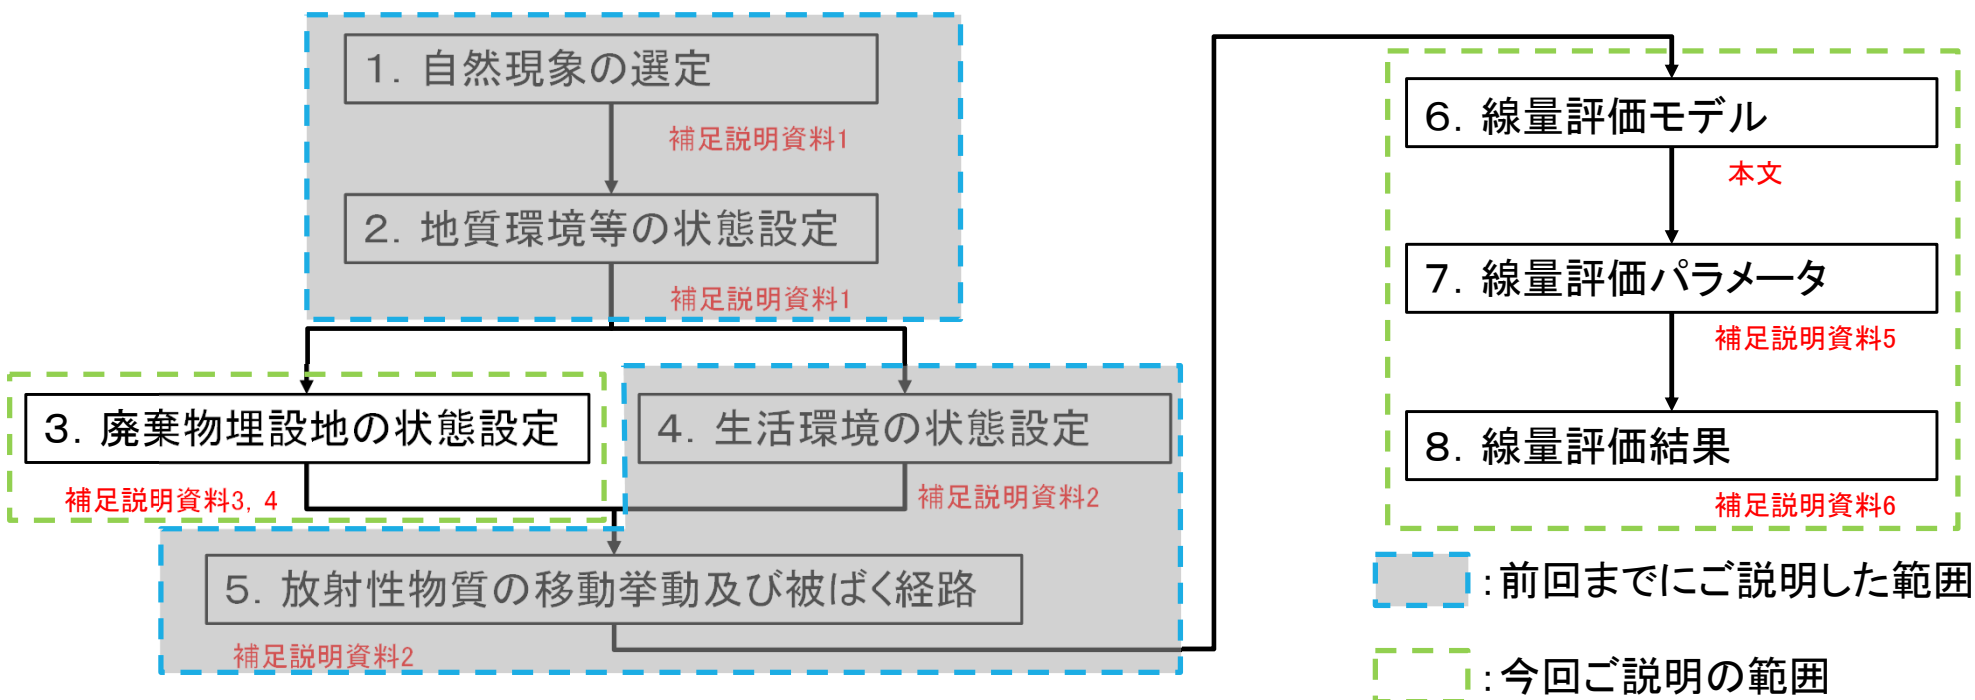 1. 自然現象の選定
補足説明資料1
2. 地質環境等の状態設定
補足説明資料1
3. 廃棄物埋設地の状態設定
補足説明資料3, 4
4. 生活環境の状態設定
補足説明資料2
5. 放射性物質の移動挙動及び被ばく経路
補足説明資料2
6. 線量評価モデル
本文
7. 線量評価パラメータ
補足説明資料5
8. 線量評価結果
補足説明資料6
:前回までにご説明した範囲
:今回ご説明の範囲